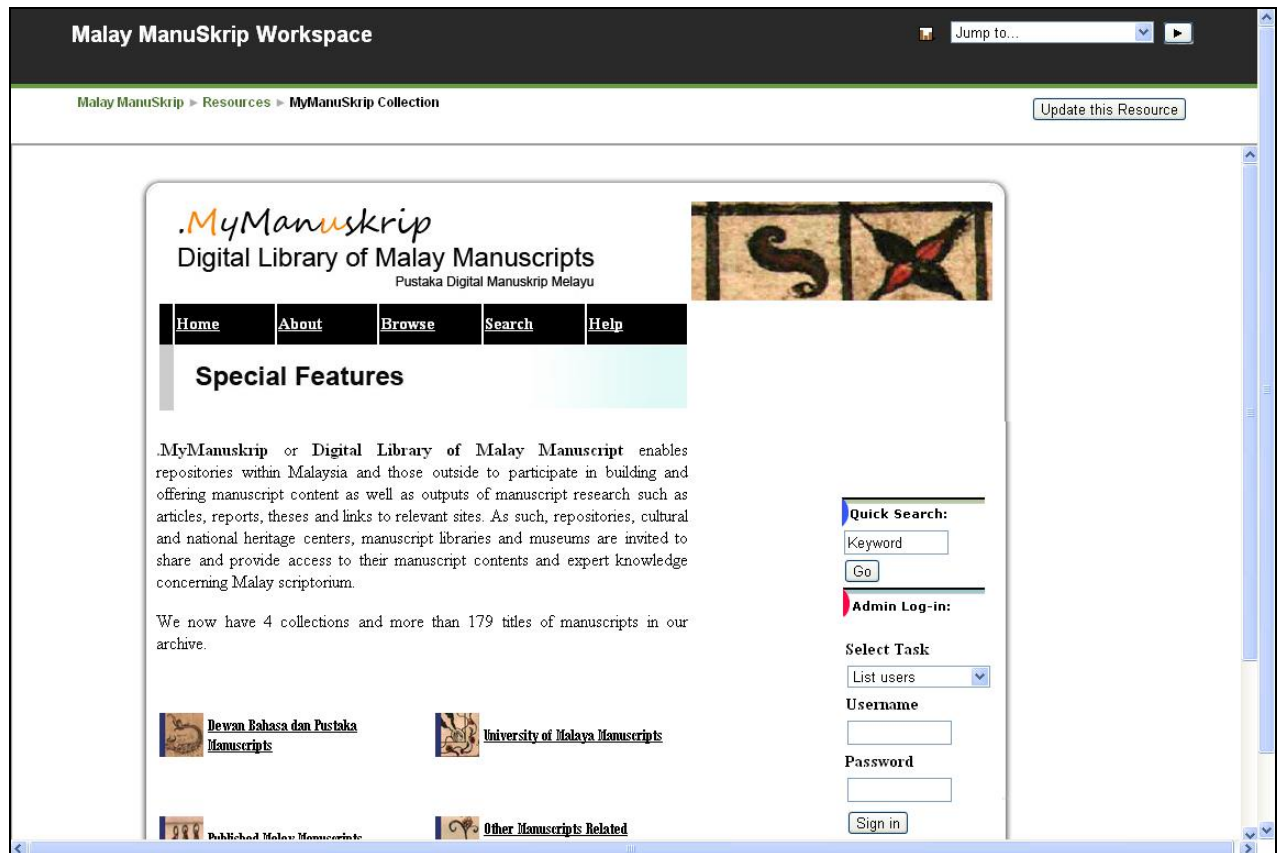 Malay ManuSkrip Workspace
Jump to...
Malay ManuSkrip ► Resources ► MyManuSkrip Collection
Update this Resource
.MyManuskrip
Digital Library of Malay Manuscripts
Pustaka Digital Manuskrip Melayu
Home About Browse Search Help
Special Features
.MyManuskrip or Digital Library of Malay Manuscript enables
repositories within Malaysia and those outside to participate in building and
offering manuscript content as well as outputs of manuscript research such as
articles, reports, theses and links to relevant sites. As such, repositories, cultural
and national heritage centers, manuscript libraries and museums are invited to
share and provide access to their manuscript contents and expert knowledge
concerning Malay scriptorium.
We now have 4 collections and more than 179 titles of manuscripts in our
archive.
Dewan Bahasa dan Pustaka
Manuscripts
University of Malaya Manuscripts
Published Malay Manuscripts
Other Manuscripts Related
Quick Search:
Keyword
Go
Admin Log-in:
Select Task
List users
Username
Password
Sign in